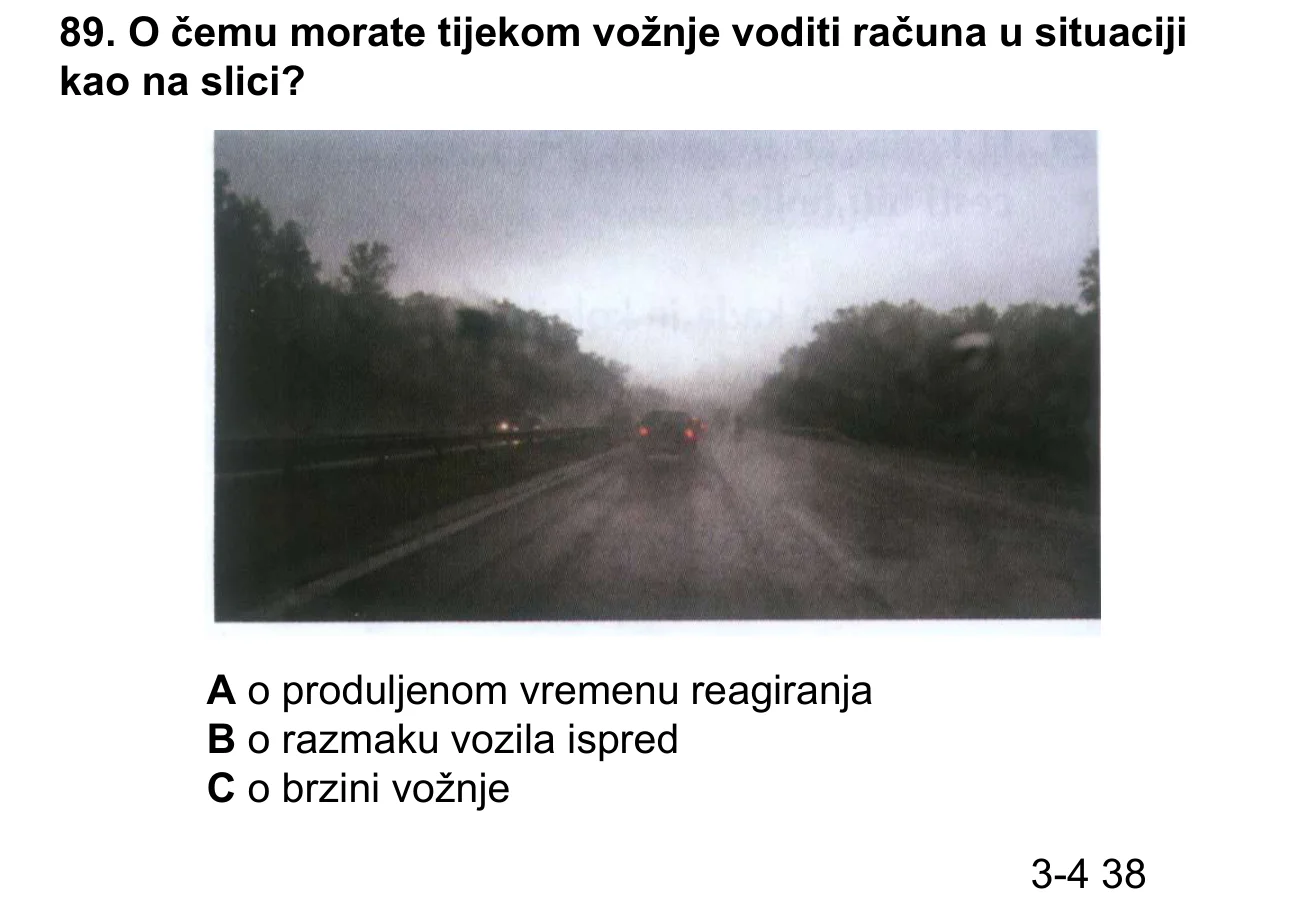 89. O čemu morate tijekom vožnje voditi računa u situaciji
kao na slici?
A o produljenom vremenu reagiranja
B o razmaku vozila ispred
C o brzini vožnje
3-4 38